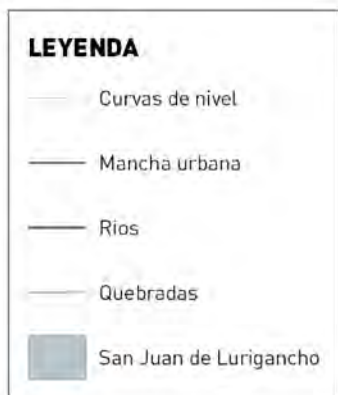 LEYENDA
Curvas de nivel
Mancha urbana
Ríos
Quebradas
San Juan de Lurigancho